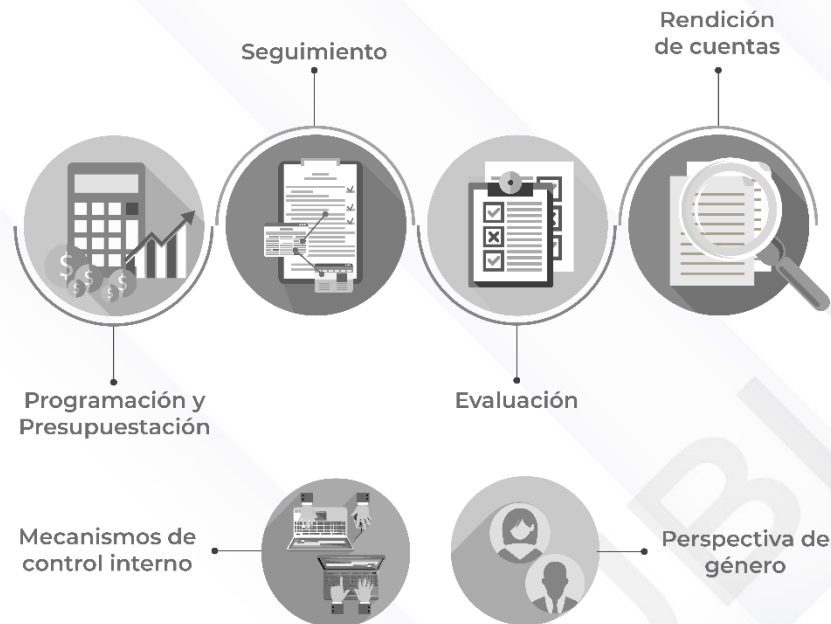 Seguimiento
Rendición
de cuentas
Programación y
Presupuestación
Evaluación
Mecanismos de
control interno
Perspectiva de
género